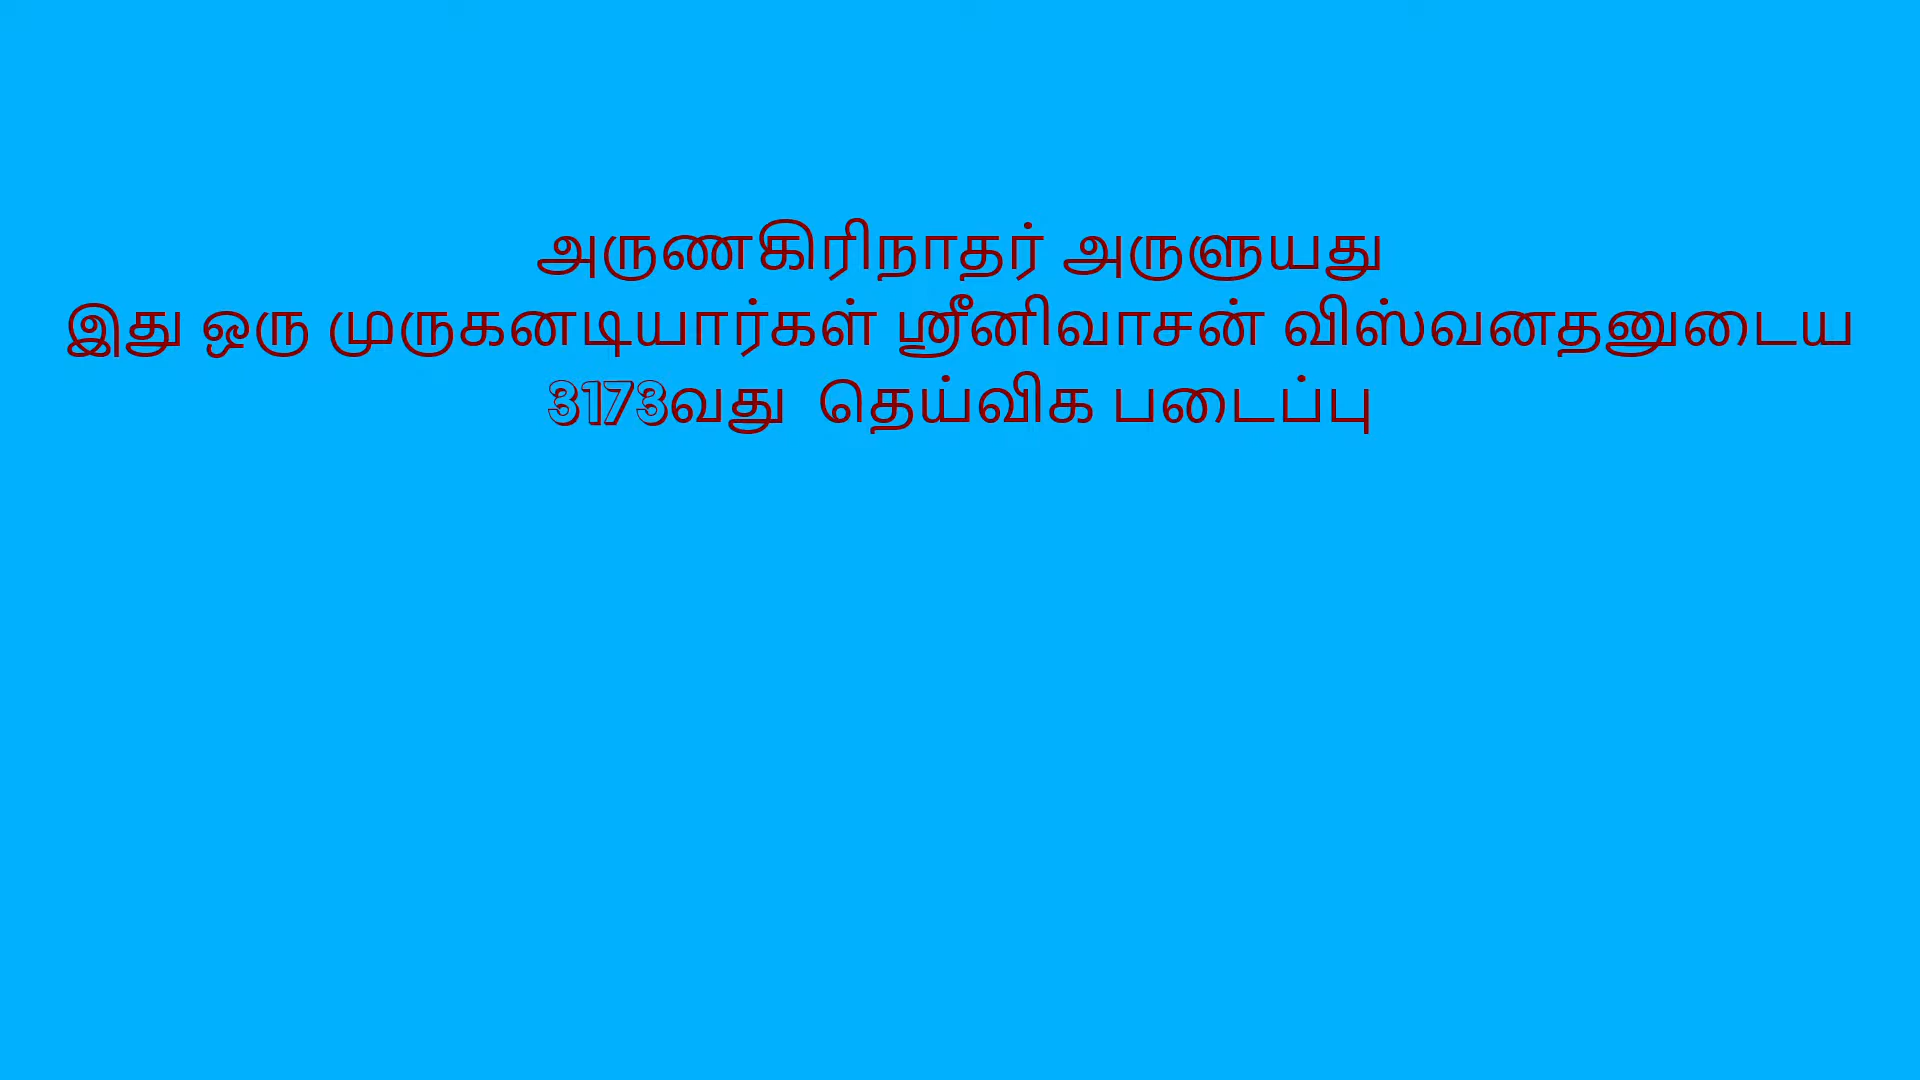 அருணகிரிநாதர் அருளுயது
இது ஒரு முருகனடியார்கள் ஸ்ரீனிவாசன் விஸ்வனதனுடைய
3173வது தெய்விக படைப்பு